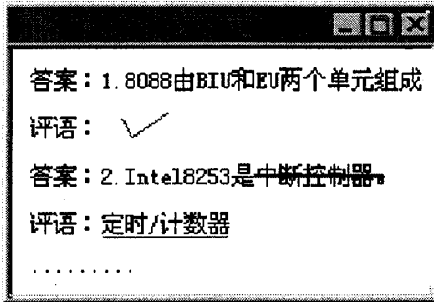 答案：1.8088由BIU和EU两个单元组成
评语：
答案：2.Intel8253是中断控制器。
评语：定时/计数器
.........